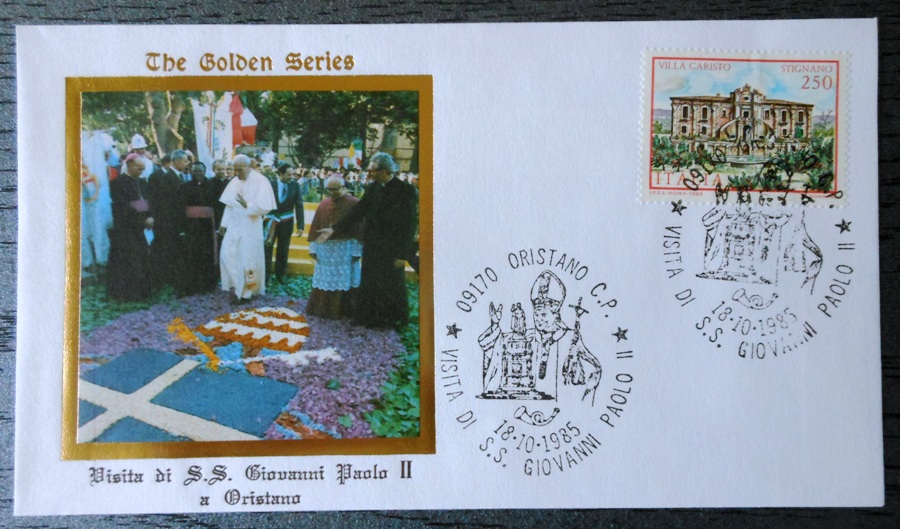 The Golden Series
Visita di S.S. Giovanni Paolo II
a Oristano
VILLA CARISTO STIGNANO
250
ITALIA
09170 ORISTANO C.P.
VISITA DI S.S. GIOVANNI PAOLO II
18·10·1985
09170 C.P.
VISITA DI S.S. GIOVANNI PAOLO II
18·10·1985